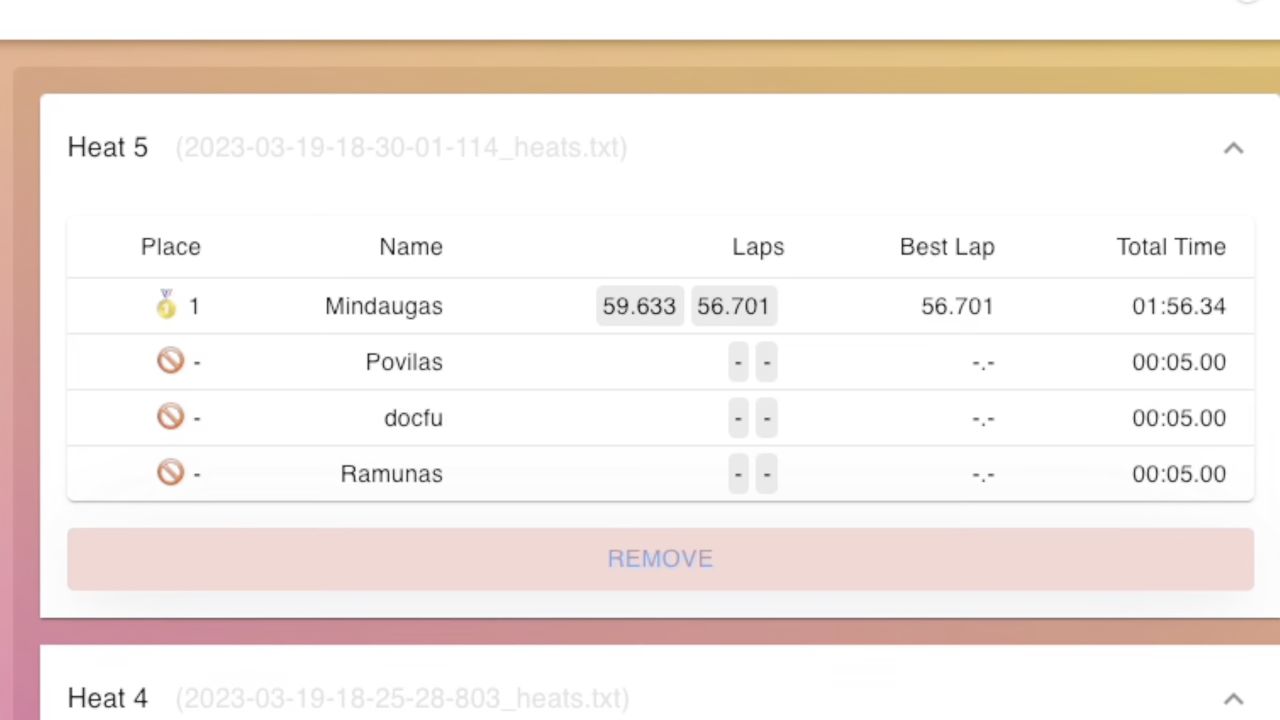 Heat 5 (2023-03-19-18-30-01-114_heats.txt)
Place Name Laps Best Lap Total Time
1 Mindaugas 59.633 56.701 56.701 01:56.34
- Povilas - - -.- 00:05.00
- docfu - - -.- 00:05.00
- Ramunas - - -.- 00:05.00
REMOVE
Heat 4 (2023-03-19-18-25-28-803_heats.txt)